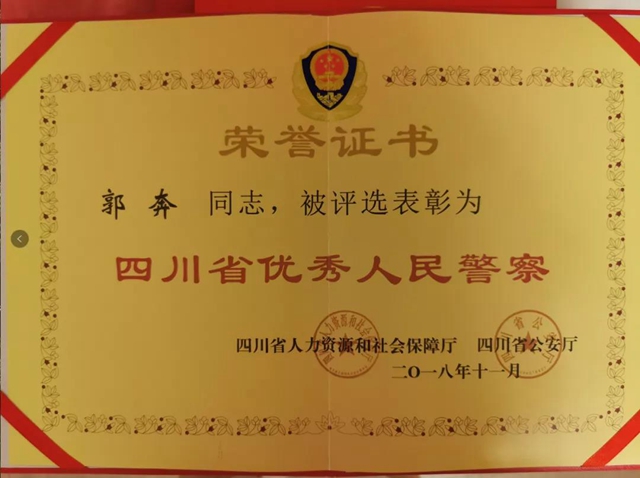 荣誉证书
郭奔 同志，被评选表彰为
四川省优秀人民警察
四川省人力资源和社会保障厅 四川省公安厅
二〇一八年十一月